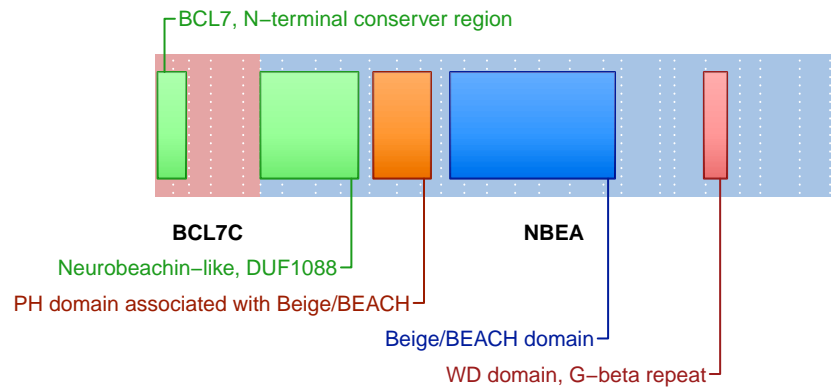 BCL7, N−terminal conserver region
BCL7C
NBEA
Neurobeachin−like, DUF1088
PH domain associated with Beige/BEACH
Beige/BEACH domain
WD domain, G−beta repeat